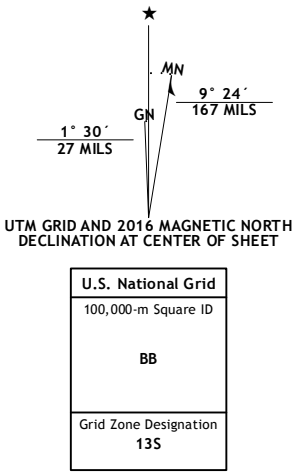 ★
MN
9° 24´
167 MILS
GN
1° 30´
27 MILS
UTM GRID AND 2016 MAGNETIC NORTH
DECLINATION AT CENTER OF SHEET
U.S. National Grid
100,000-m Square ID
BB
Grid Zone Designation
13S